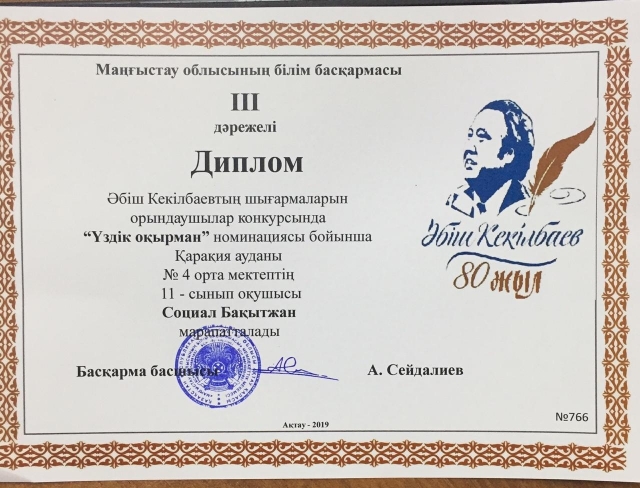 Маңғыстау облысының білім басқармасы
III
дәрежелі
Диплом
Әбіш Кекілбаевтың шығармаларын
орындаушылар конкурсында
“Үздік оқырман” номинациясы бойынша
Қарақия ауданы
№ 4 орта мектептің
11 - сынып оқушысы
Социал Бақытжан
марапатталады
Басқарма басшысы
А. Сейдалиев
Ақтау - 2019
№766
Әбіш Кекілбаев
80 жыл